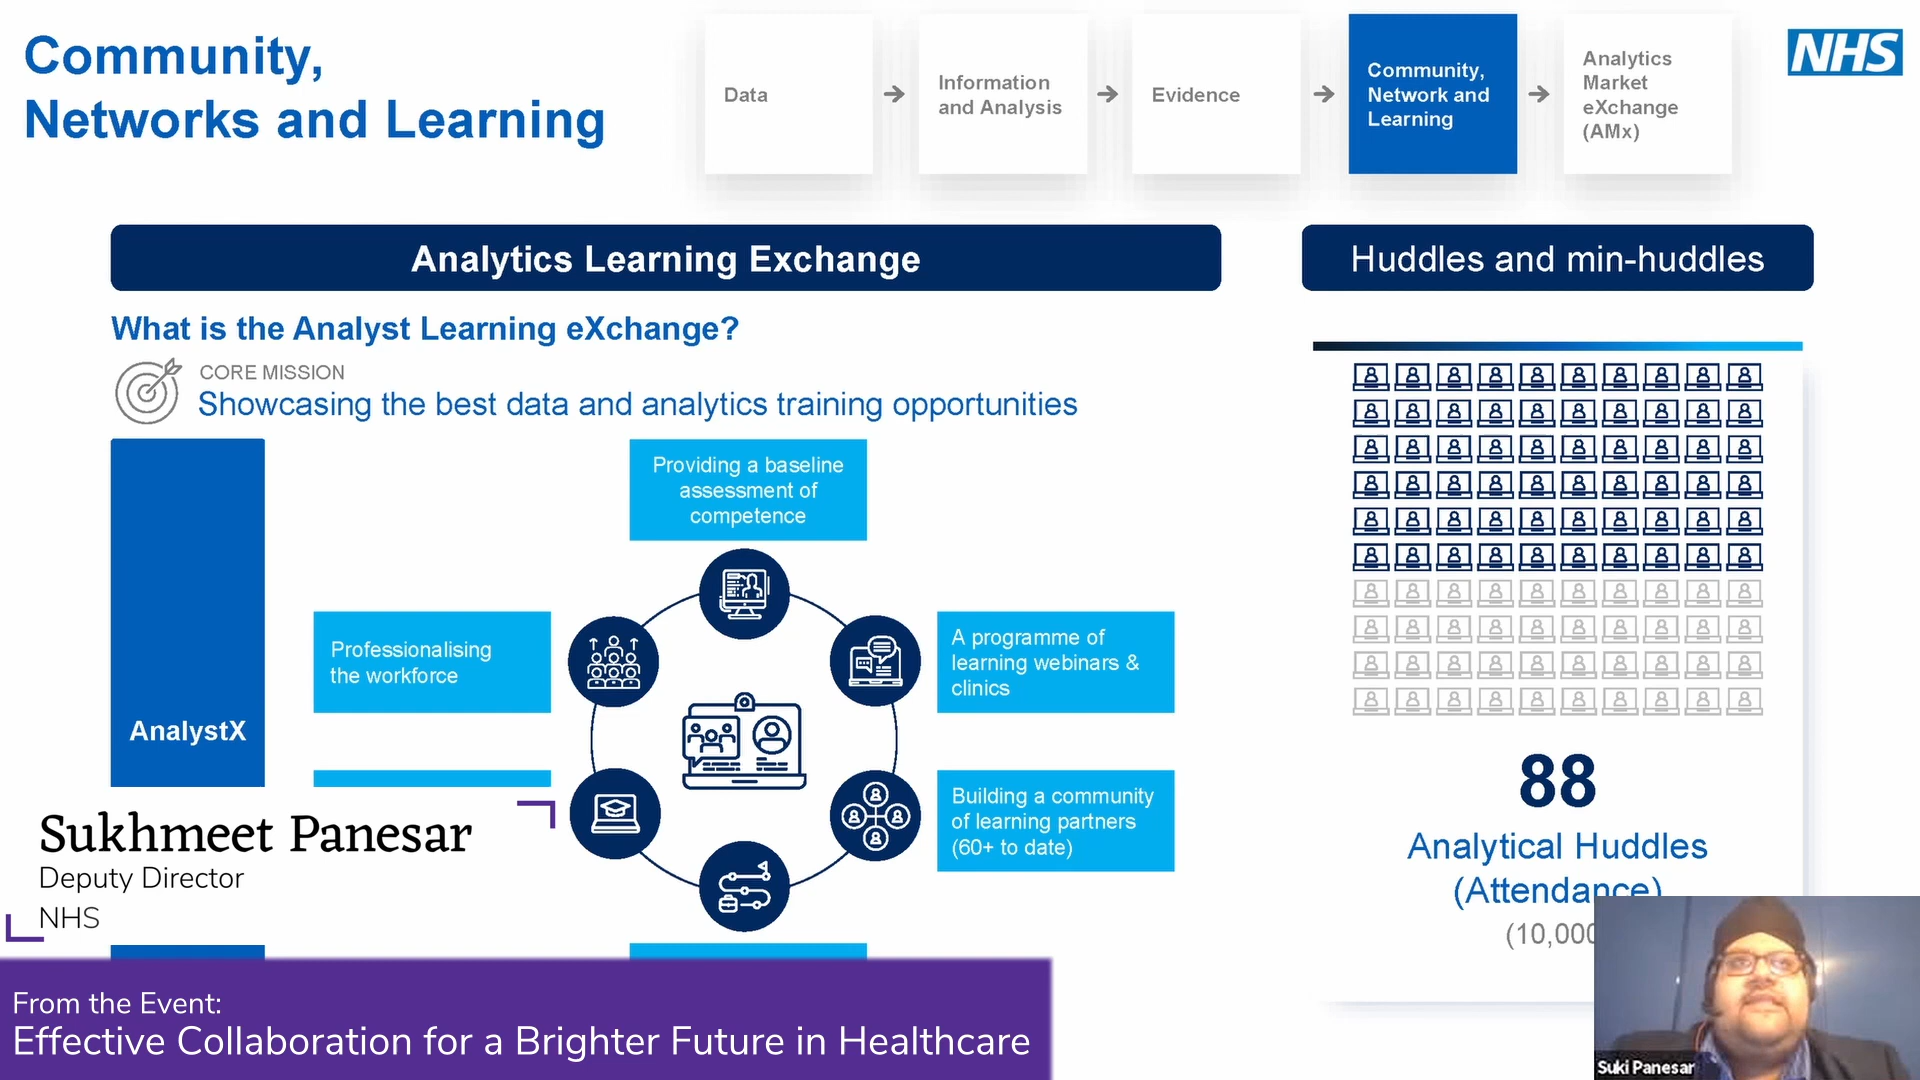 Community,
Networks and Learning
Data
Information
and Analysis
Evidence
Community,
Network and
Learning
Analytics
Market
eXchange
(AMx)
NHS
Analytics Learning Exchange
Huddles and min-huddles
What is the Analyst Learning eXchange?
CORE MISSION
Showcasing the best data and analytics training opportunities
Providing a baseline
assessment of
competence
Professionalising
the workforce
A programme of
learning webinars &
clinics
AnalystX
Building a community
of learning partners
(60+ to date)
88
Analytical Huddles
(Attendance)
(10,000
Sukhmeet Panesar
Deputy Director
NHS
From the Event:
Effective Collaboration for a Brighter Future in Healthcare
Suki Panesar